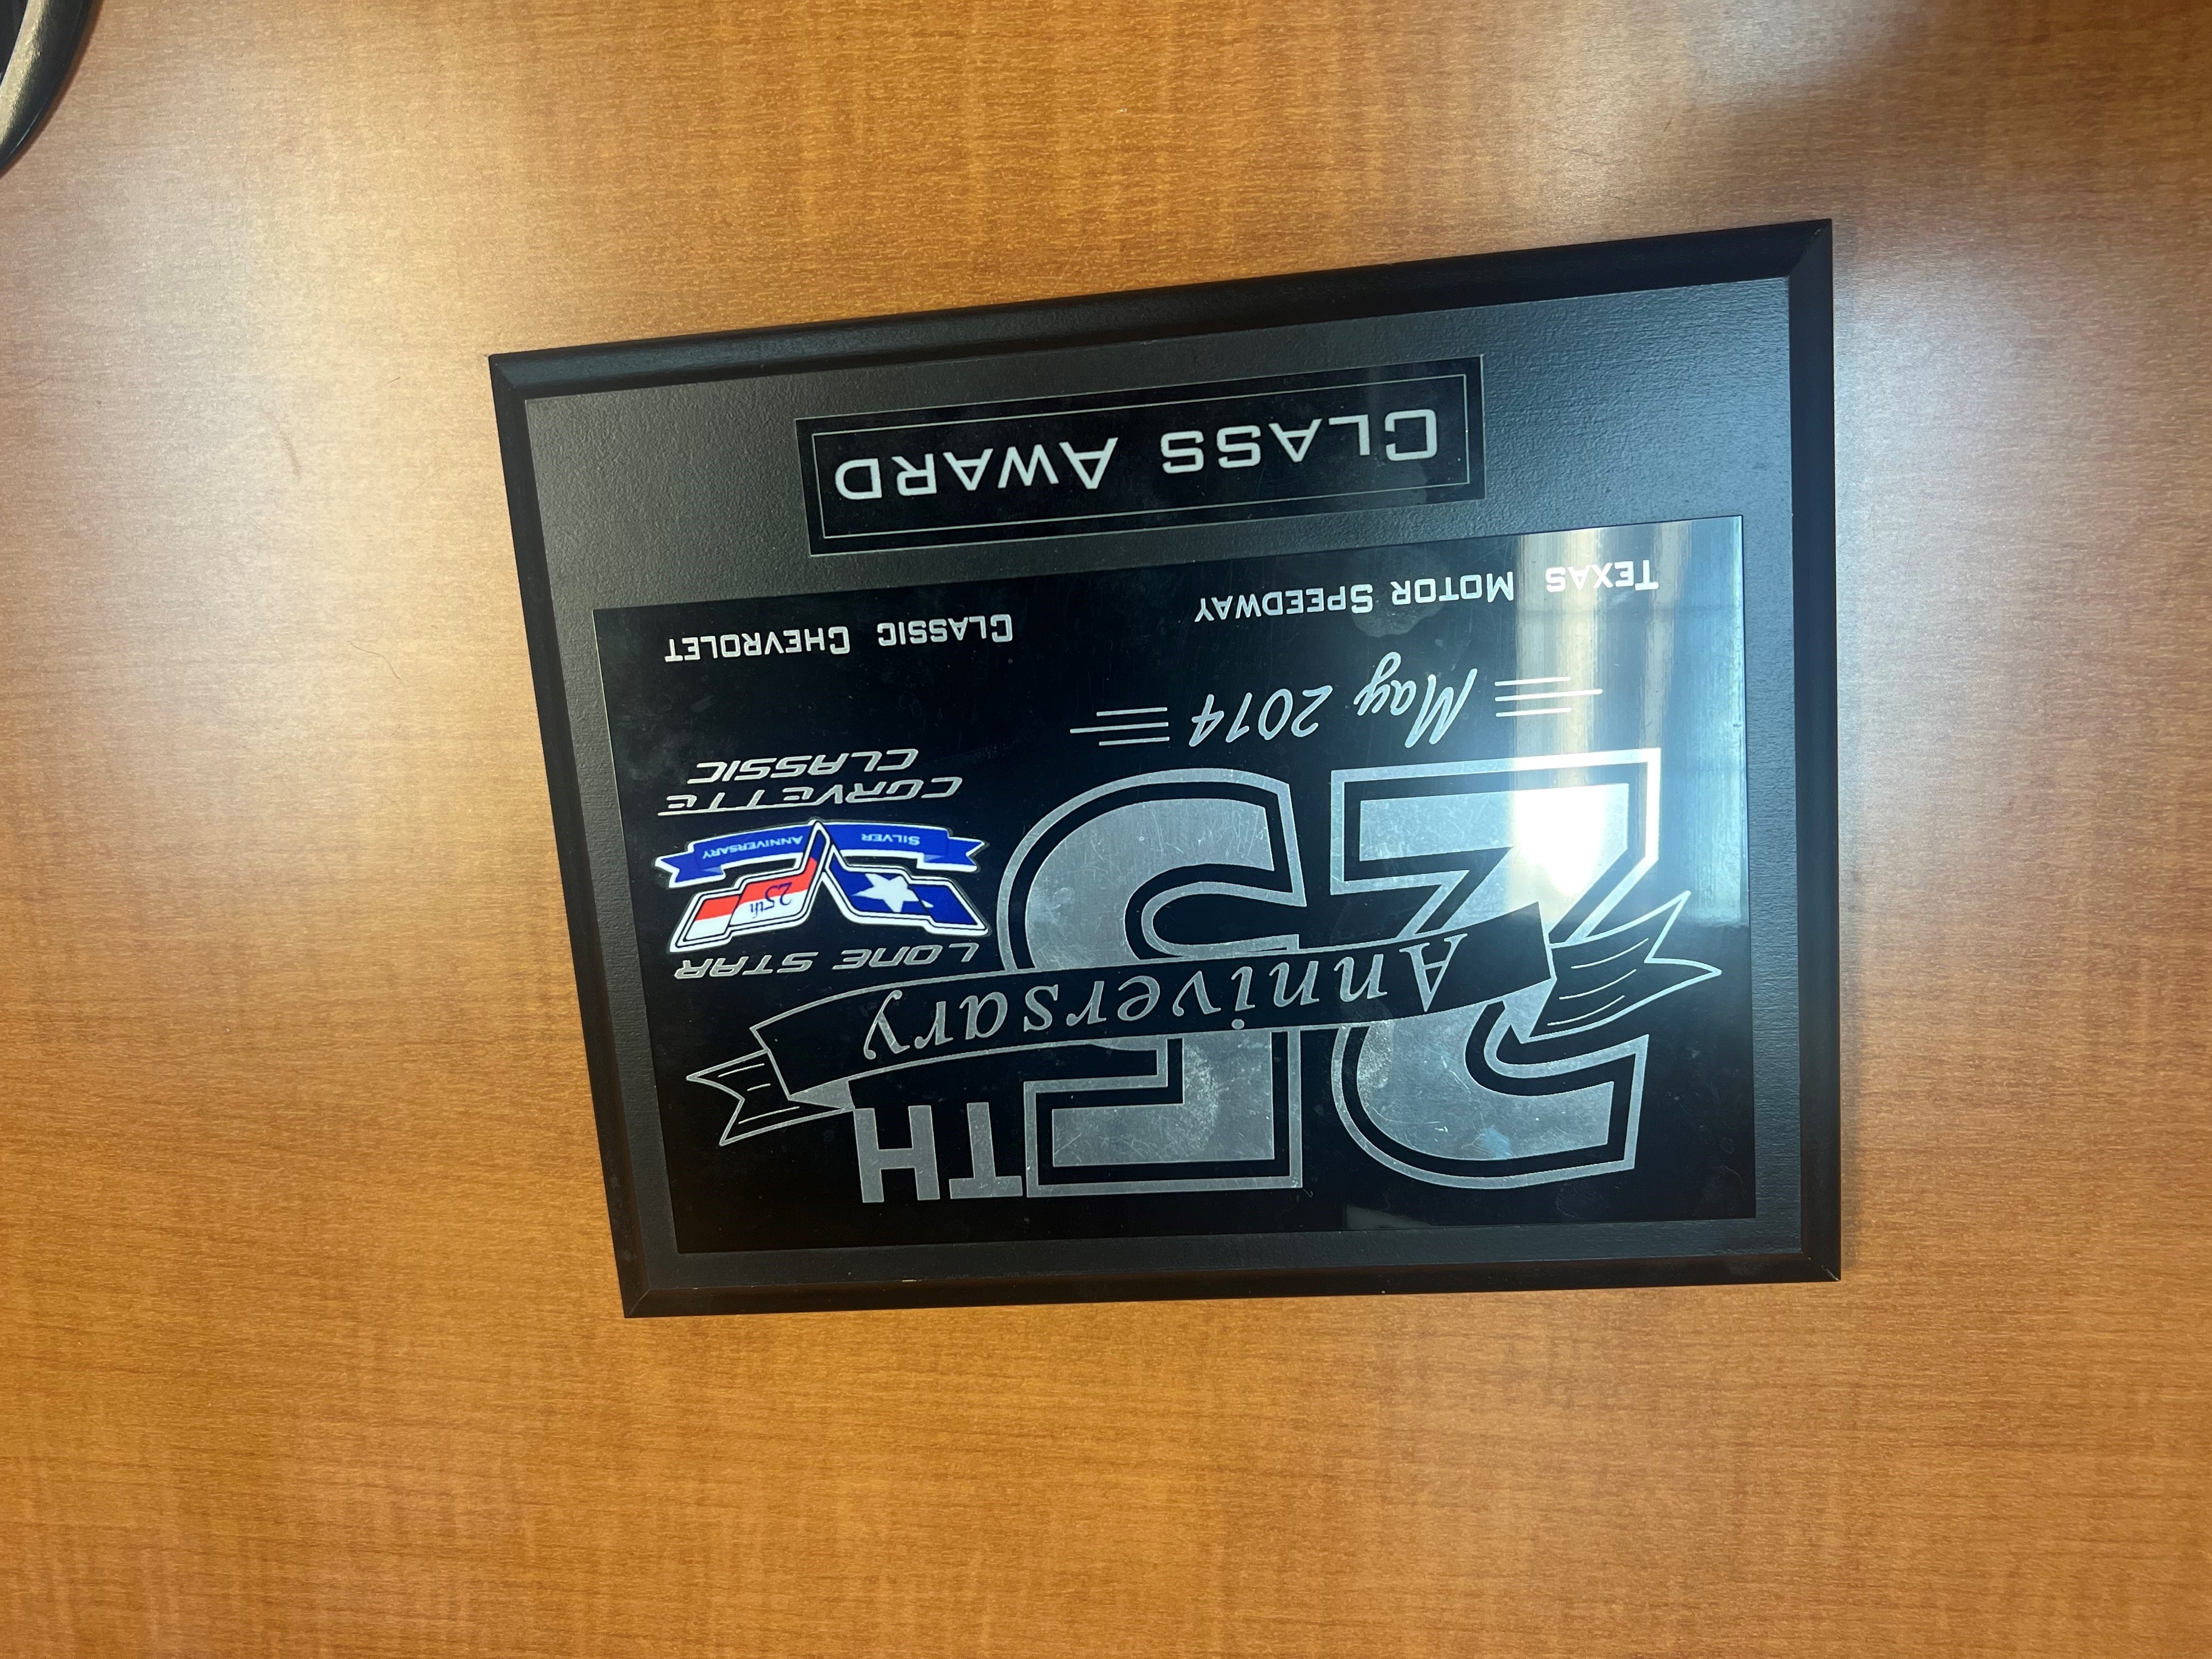 25TH
Anniversary
LONE STAR
25th
SILVER ANNIVERSARY
CORVETTE
CLASSIC
May 2014
TEXAS MOTOR SPEEDWAY
CLASSIC CHEVROLET
CLASS AWARD